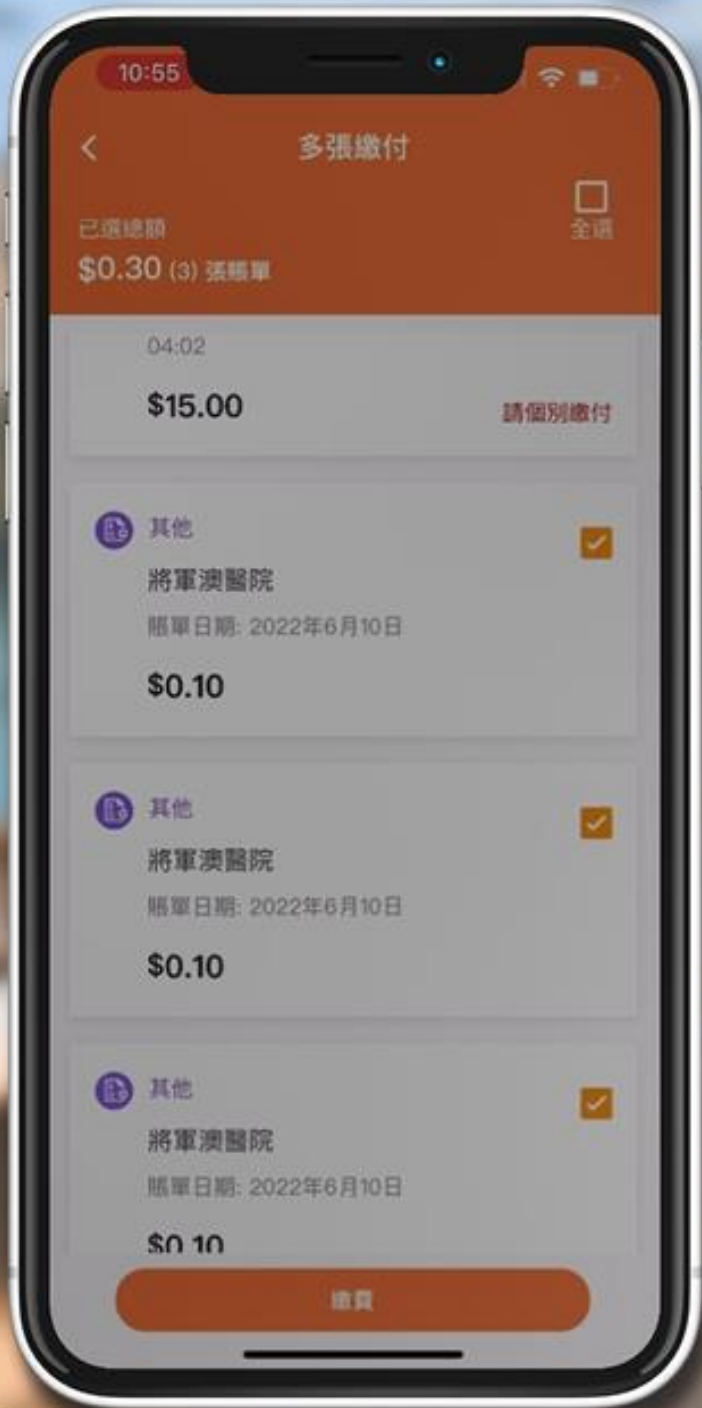 10:55
多張繳付
全選
已選總額
$0.30 (3) 張賬單
04:02
$15.00
請個別繳付
其他
將軍澳醫院
賬單日期: 2022年6月10日
$0.10
其他
將軍澳醫院
賬單日期: 2022年6月10日
$0.10
其他
將軍澳醫院
賬單日期: 2022年6月10日
$0.10
繳費